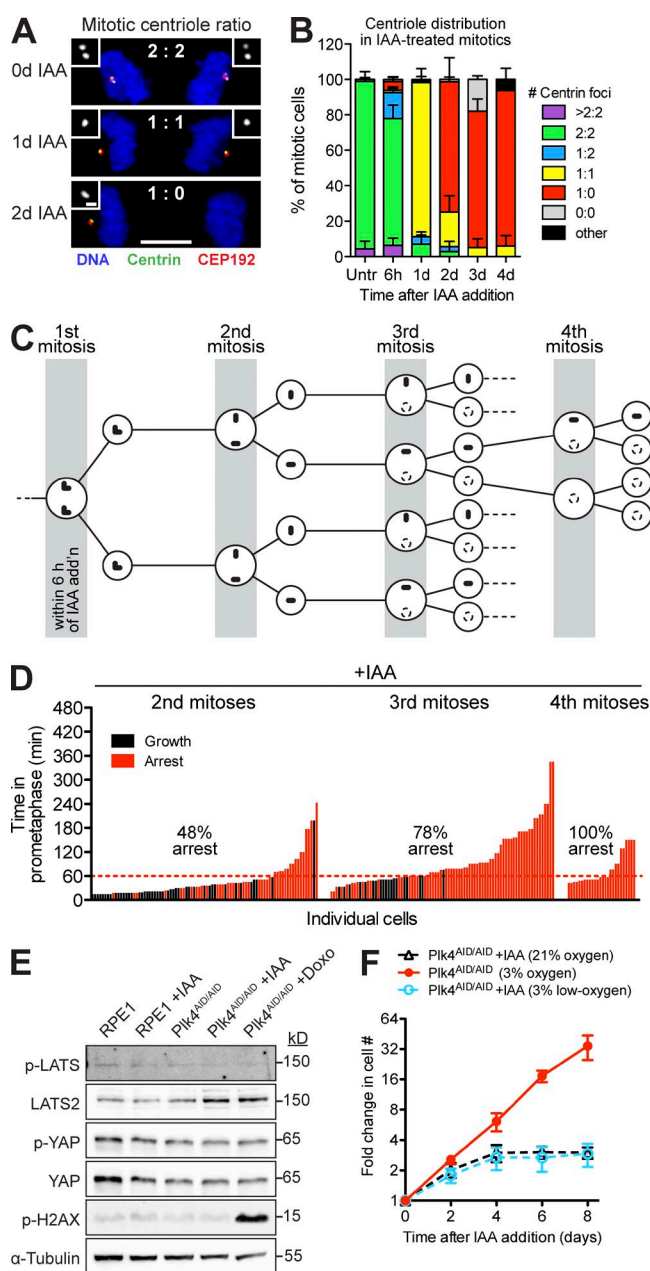 A
Mitotic centriole ratio
0d IAA
2 : 2
1d IAA
1 : 1
2d IAA
1 : 0
DNA Centrin CEP192
B
Centriole distribution
in IAA-treated mitotics
% of mitotic cells
100
80
60
40
20
0
Untr 6h 1d 2d 3d 4d
Time after IAA addition
# Centrin foci
>2:2
2:2
1:2
1:1
1:0
0:0
other
C
1st
mitosis
2nd
mitosis
3rd
mitosis
4th
mitosis
within 6 h
of IAA add'n
D
+IAA
2nd mitoses 3rd mitoses 4th mitoses
Time in
prometaphase (min)
480
420
360
300
240
180
120
60
0
Growth
Arrest
48%
arrest
78%
arrest
100%
arrest
Individual cells
E
RPE1
RPE1 +IAA
Plk4AID/AID
Plk4AID/AID +IAA
Plk4AID/AID +Doxo
kD
p-LATS 150
LATS2 150
p-YAP 65
YAP 65
p-H2AX 15
α-Tubulin 55
F
Plk4AID/AID +IAA (21% oxygen)
Plk4AID/AID (3% oxygen)
Plk4AID/AID +IAA (3% low-oxygen)
Fold change in cell #
64
32
16
8
4
2
1
0 2 4 6 8
Time after IAA addition (days)